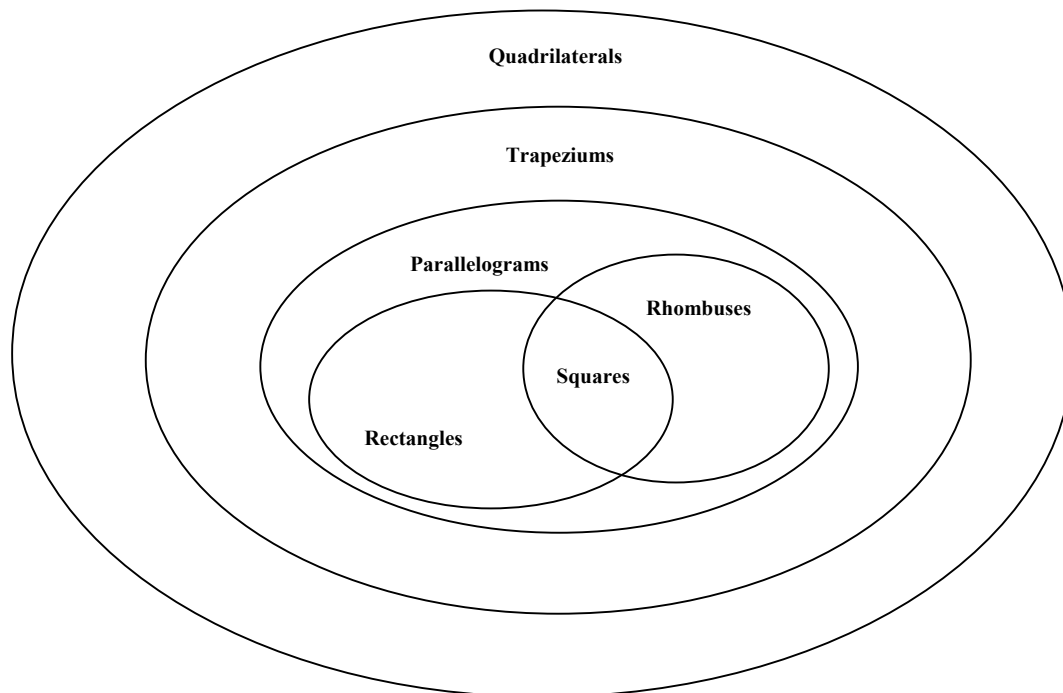 Quadrilaterals
Trapeziums
Parallelograms
Rhombuses
Squares
Rectangles